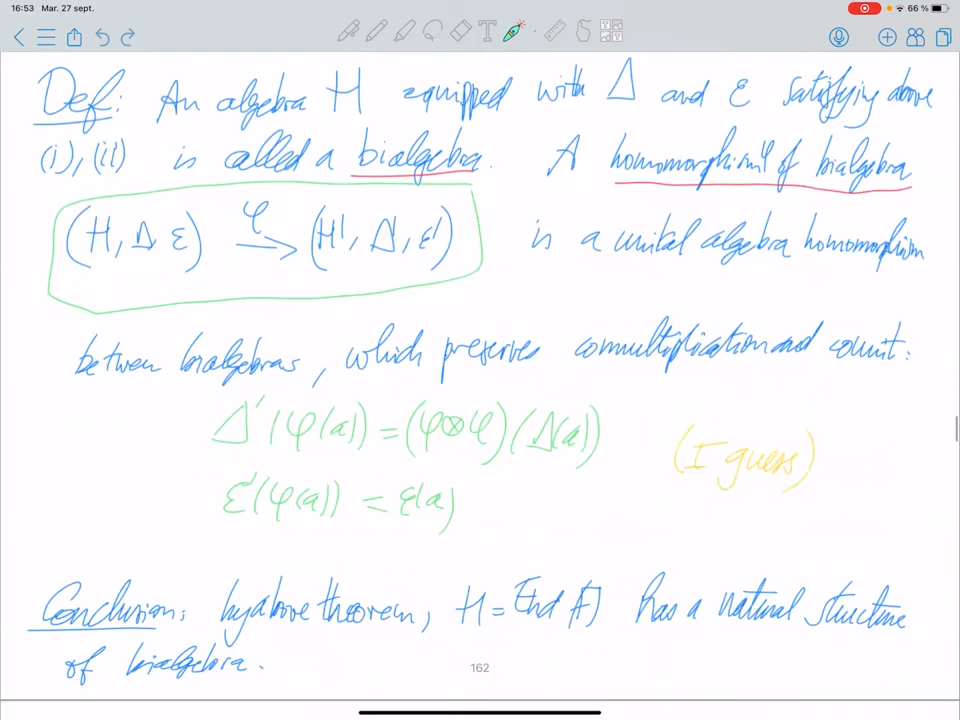 16:53 Mar. 27 sept.
66 %
Def: An algebra H equipped with Δ and ε satisfying above
(i), (ii) is called a bialgebra. A homomorphism of bialgebra
(H, Δ, ε) φ→ (H', Δ', ε') is a unital algebra homomorphism
between bialgebras, which preserves comultiplication and counit:
Δ'(φ(a)) = (φ⊗φ)(Δ(a))
(I guess)
ε'(φ(a)) = ε(a)
Conclusion: by above theorem, H = End(F) has a natural structure
of bialgebra.
162